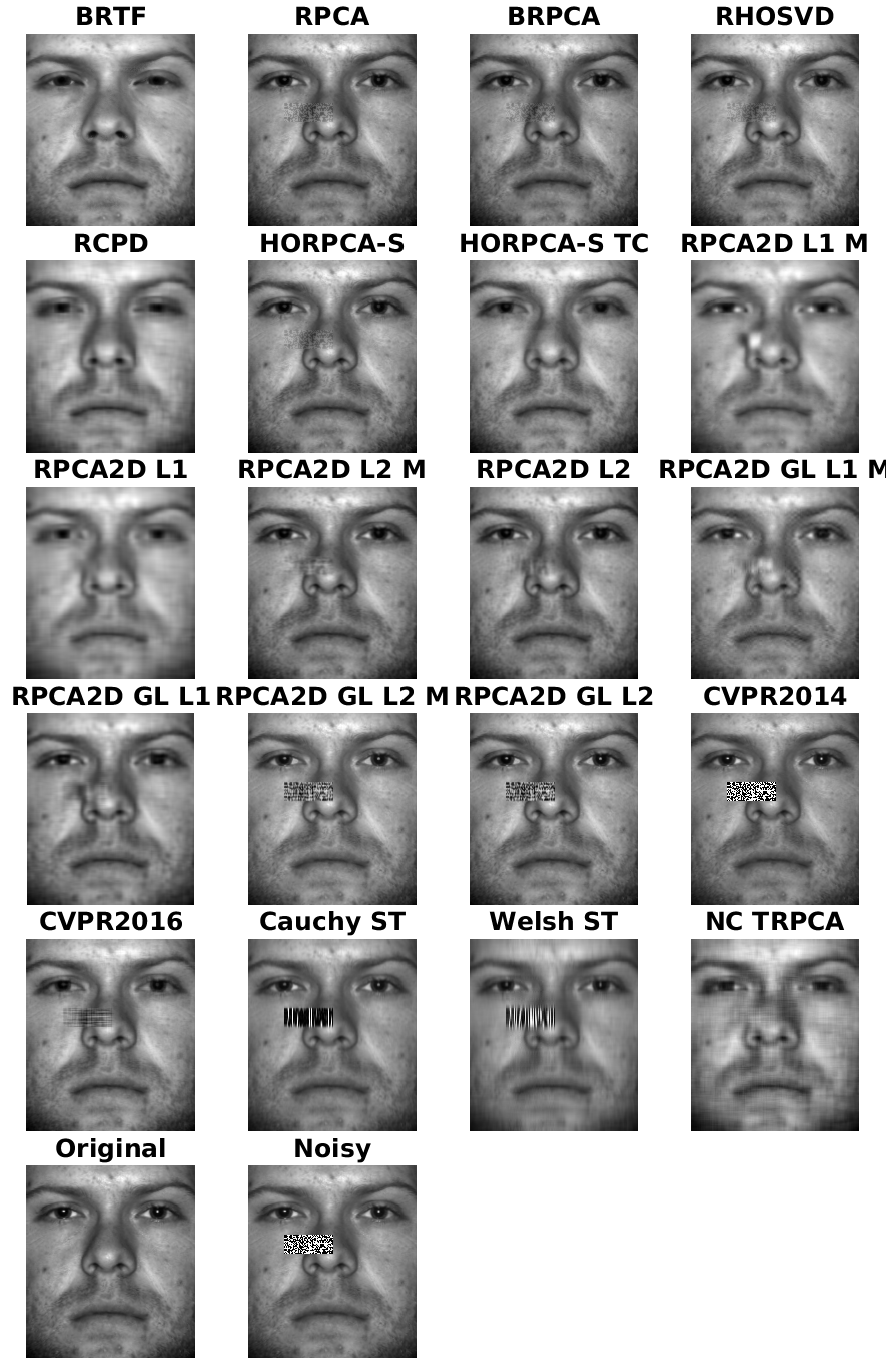 BRTF RPCA BRPCA RHOSVD
RCPD HORPCA-S HORPCA-S TC RPCA2D L1 M
RPCA2D L1 RPCA2D L2 M RPCA2D L2 RPCA2D GL L1 M
RPCA2D GL L1 RPCA2D GL L2 M RPCA2D GL L2 CVPR2014
CVPR2016 Cauchy ST Welsh ST NC TRPCA
Original Noisy